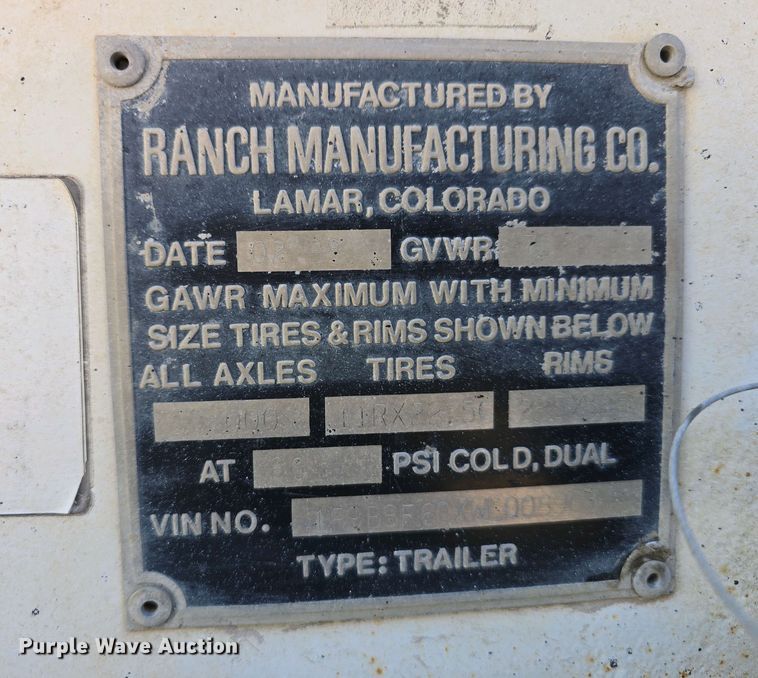 MANUFACTURED BY
RANCH MANUFACTURING CO.
LAMAR, COLORADO
DATE GVWR
GAWR MAXIMUM WITH MINIMUM
SIZE TIRES & RIMS SHOWN BELOW
ALL AXLES TIRES RIMS
AT PSI COLD, DUAL
VIN NO.
TYPE: TRAILER
Purple Wave Auction